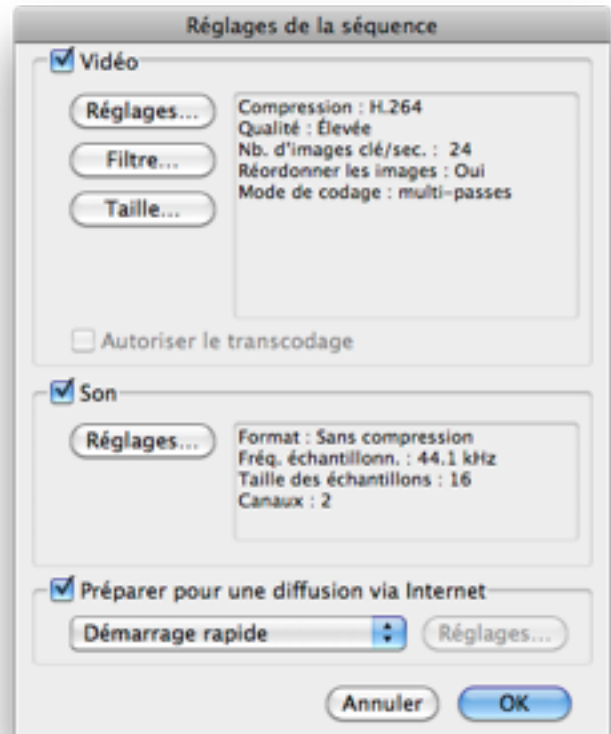 Réglages de la séquence
Vidéo
Réglages...
Filtre...
Taille...
Compression : H.264
Qualité : Élevée
Nb. d'images clé/sec. : 24
Réordonner les images : Oui
Mode de codage : multi-passes
Autoriser le transcodage
Son
Réglages...
Format : Sans compression
Fréq. échantillonn. : 44.1 kHz
Taille des échantillons : 16
Canaux : 2
Préparer pour une diffusion via Internet
Démarrage rapide
Réglages...
Annuler
OK